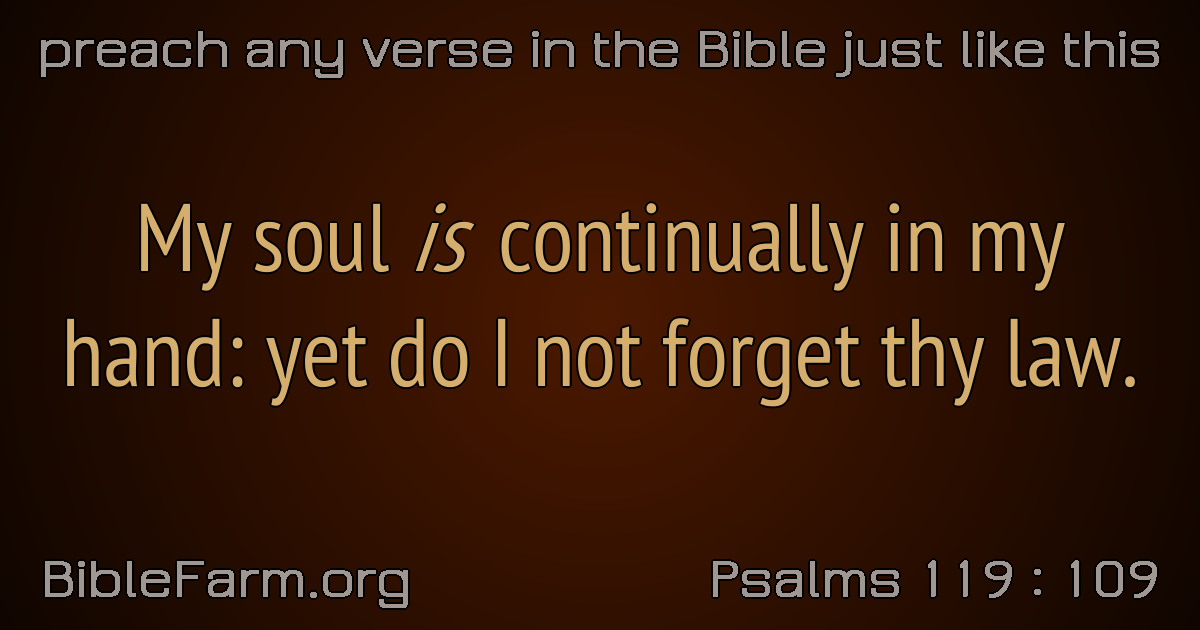 preach any verse in the Bible just like this
My soul is continually in my
hand: yet do I not forget thy law.
BibleFarm.org
Psalms 119 : 109